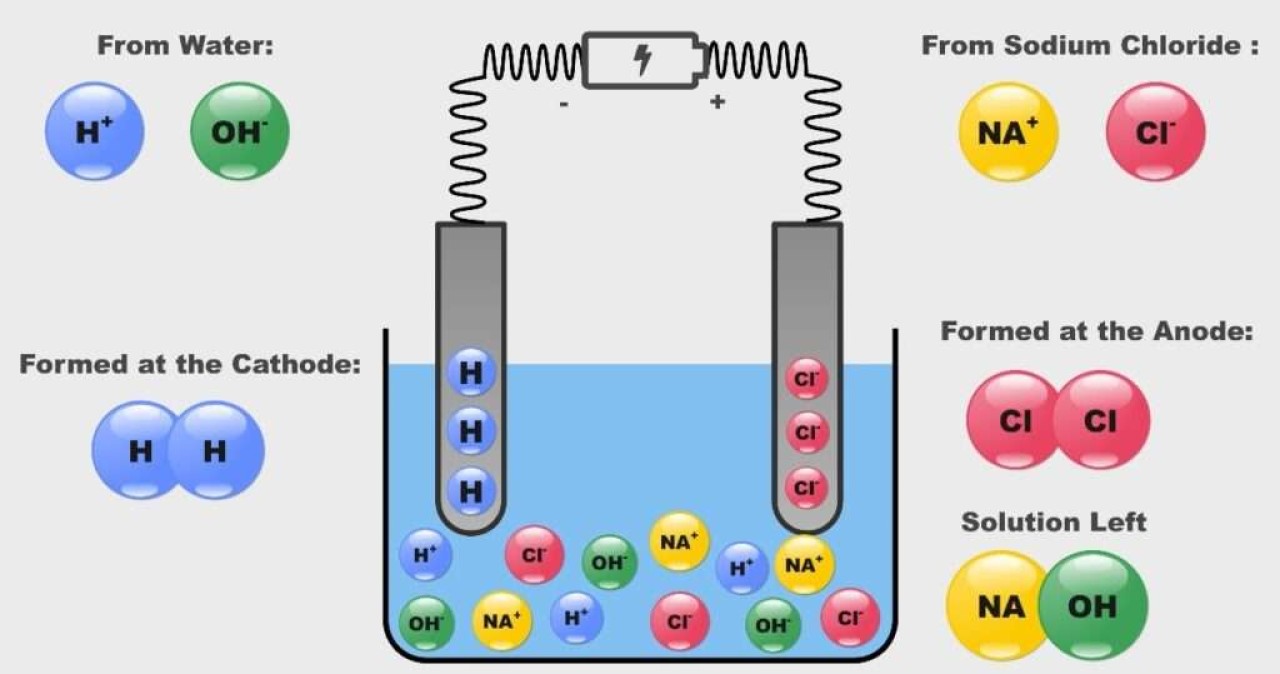 From Water:
H⁺ OH⁻
From Sodium Chloride :
NA⁺ Cl⁻
- +
Formed at the Cathode:
H H
Formed at the Anode:
Cl Cl
Solution Left
NA OH
H Cl⁻
H Cl⁻
H Cl⁻
H⁺ Cl⁻ OH⁻ NA⁺ H⁺ NA⁺
OH⁻ NA⁺ H⁺ Cl⁻ OH⁻ Cl⁻